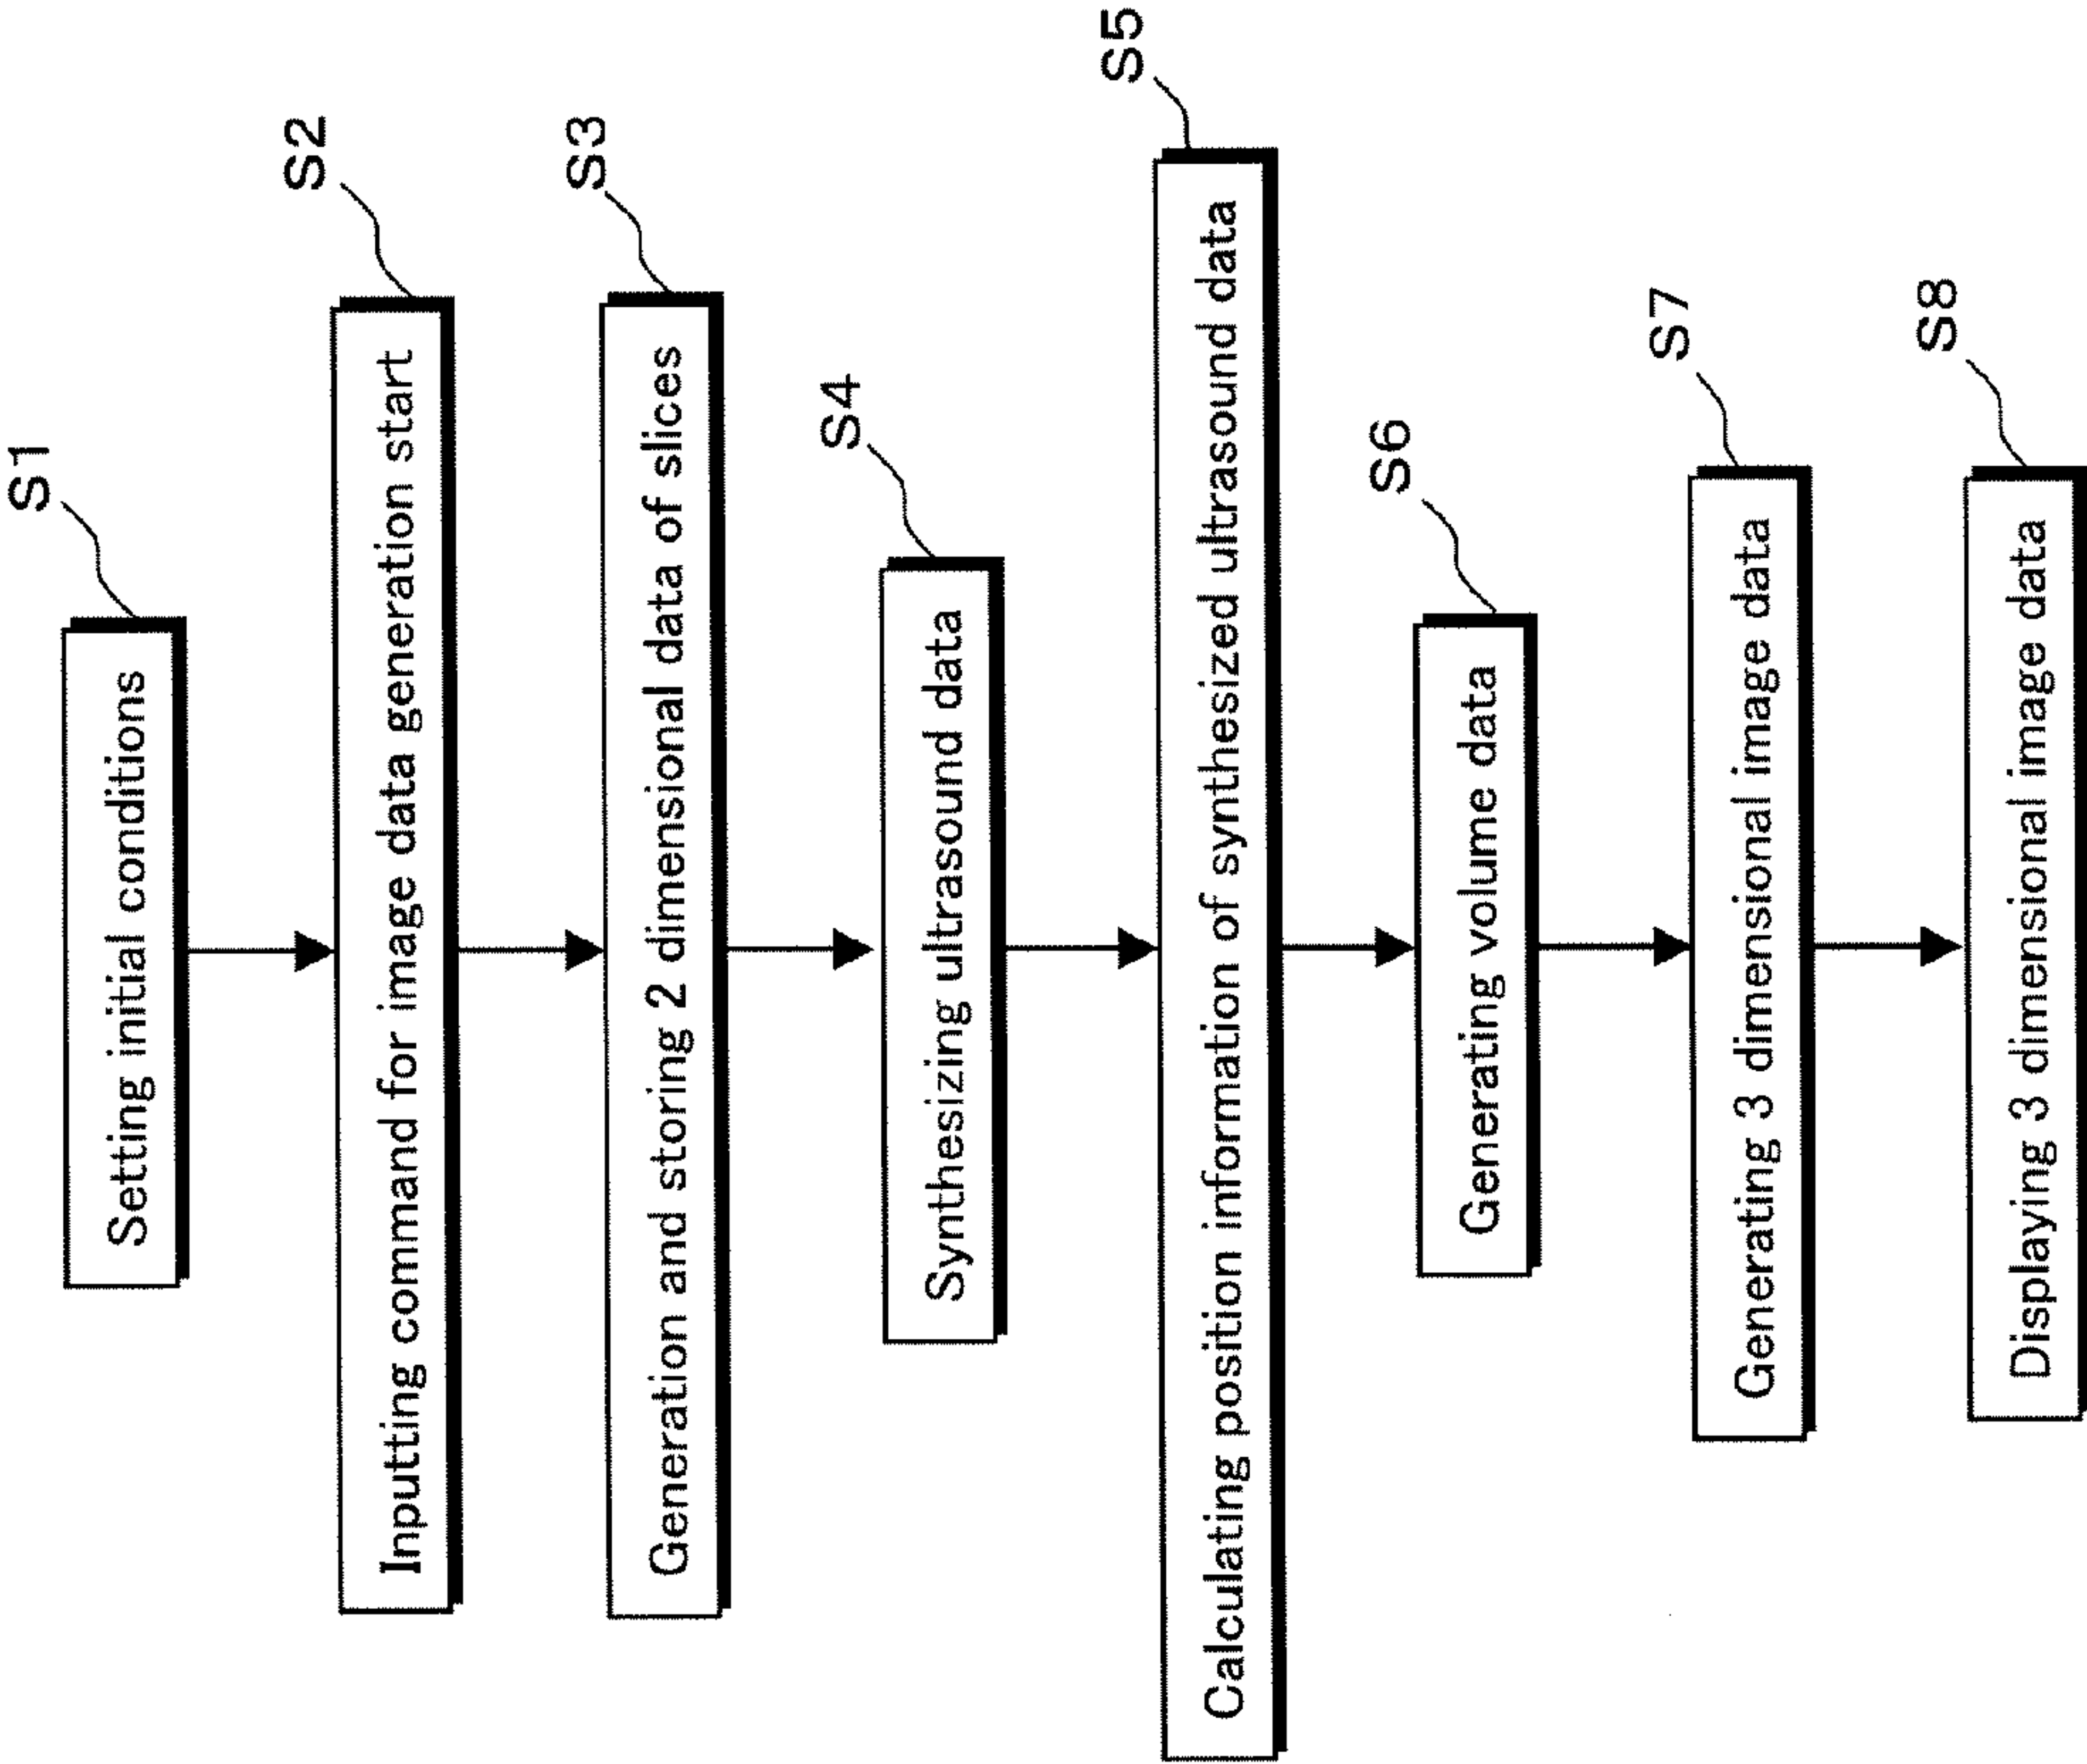 S1
Setting initial conditions
S2
Inputting command for image data generation start
S3
Generation and storing 2 dimensional data of slices
S4
Synthesizing ultrasound data
S5
Calculating position information of synthesized ultrasound data
S6
Generating volume data
S7
Generating 3 dimensional image data
S8
Displaying 3 dimensional image data